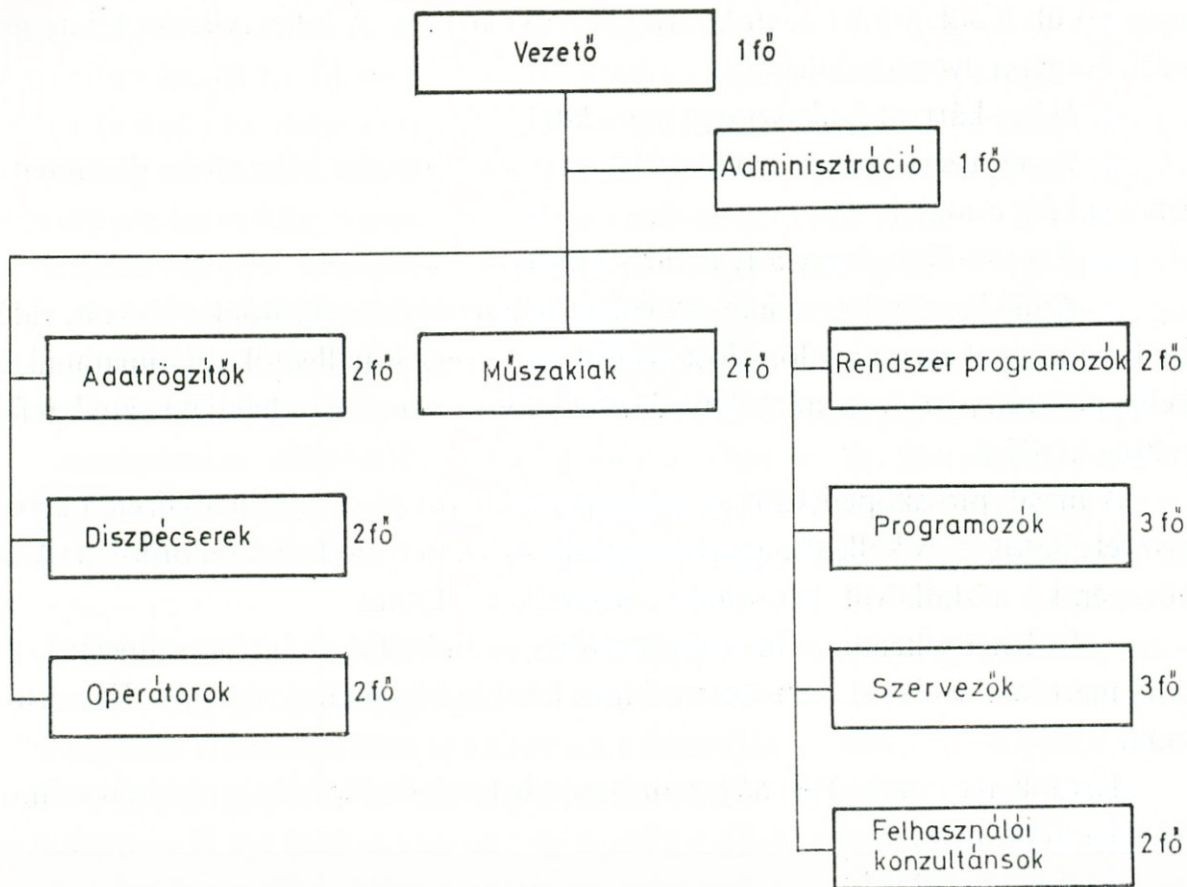 Vezető 1 fő
Adminisztráció 1 fő
Adatrögzítők 2 fő
Műszakiak 2 fő
Rendszer programozók 2 fő
Diszpécserek 2 fő
Programozók 3 fő
Operátorok 2 fő
Szervezők 3 fő
Felhasználói
konzultánsok 2 fő